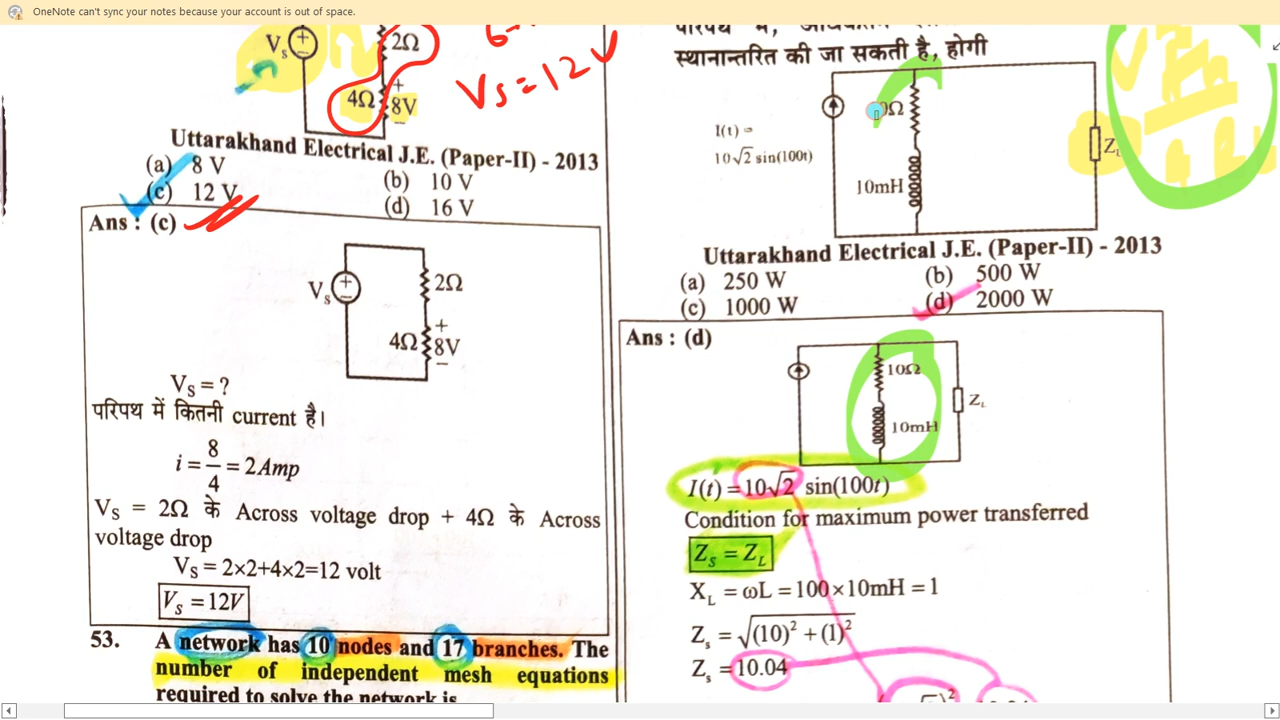 OneNote can't sync your notes because your account is out of space.
Vs
2Ω
4Ω
8V
Vs = 12V
Uttarakhand Electrical J.E. (Paper-II) - 2013
(a) 8 V
(b) 10 V
(c) 12 V
(d) 16 V
Ans : (c)
Vs
2Ω
4Ω
8V
VS = ?
परिपथ में कितनी current है।
i = 8/4 = 2Amp
VS = 2Ω के Across voltage drop + 4Ω के Across
voltage drop
VS = 2×2+4×2=12 volt
VS =12V
53. A network has 10 nodes and 17 branches. The
number of independent mesh equations
required to solve the network is
स्थानान्तरित की जा सकती है, होगी
I(t) =
10√2 sin(100t)
Ω
10mH
Z
Uttarakhand Electrical J.E. (Paper-II) - 2013
(a) 250 W
(b) 500 W
(c) 1000 W
(d) 2000 W
Ans : (d)
10Ω
10mH
ZL
I(t) = 10√2 sin(100t)
Condition for maximum power transferred
ZS = ZL
XL = ωL = 100×10mH = 1
Zs = √(10)² + (1)²
Zs = 10.04